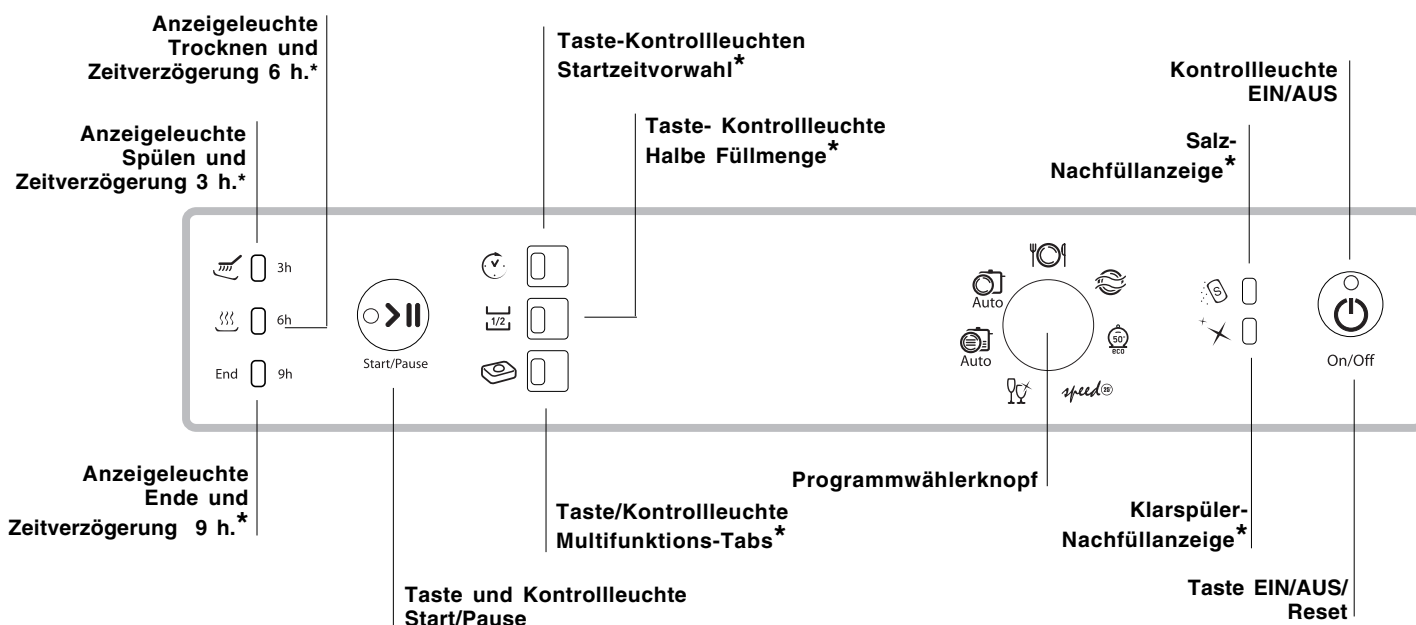 Anzeigeleuchte
Trocknen und
Zeitverzögerung 6 h.*
Taste-Kontrollleuchten
Startzeitvorwahl*
Kontrollleuchte
EIN/AUS
Anzeigeleuchte
Spülen und
Zeitverzögerung 3 h.*
Taste- Kontrollleuchte
Halbe Füllmenge*
Salz-
Nachfüllanzeige*
3h
6h
End 9h
Start/Pause
1/2
Auto
Auto
50°
eco
speed 25'
S
On/Off
Anzeigeleuchte
Ende und
Zeitverzögerung 9 h.*
Programmwählerknopf
Taste/Kontrollleuchte
Multifunktions-Tabs*
Klarspüler-
Nachfüllanzeige*
Taste und Kontrollleuchte
Start/Pause
Taste EIN/AUS/
Reset